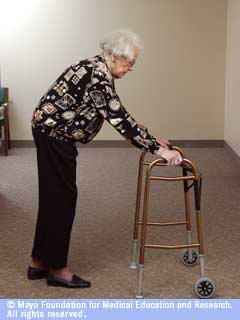 © Mayo Foundation for Medical Education and Research.
All rights reserved.